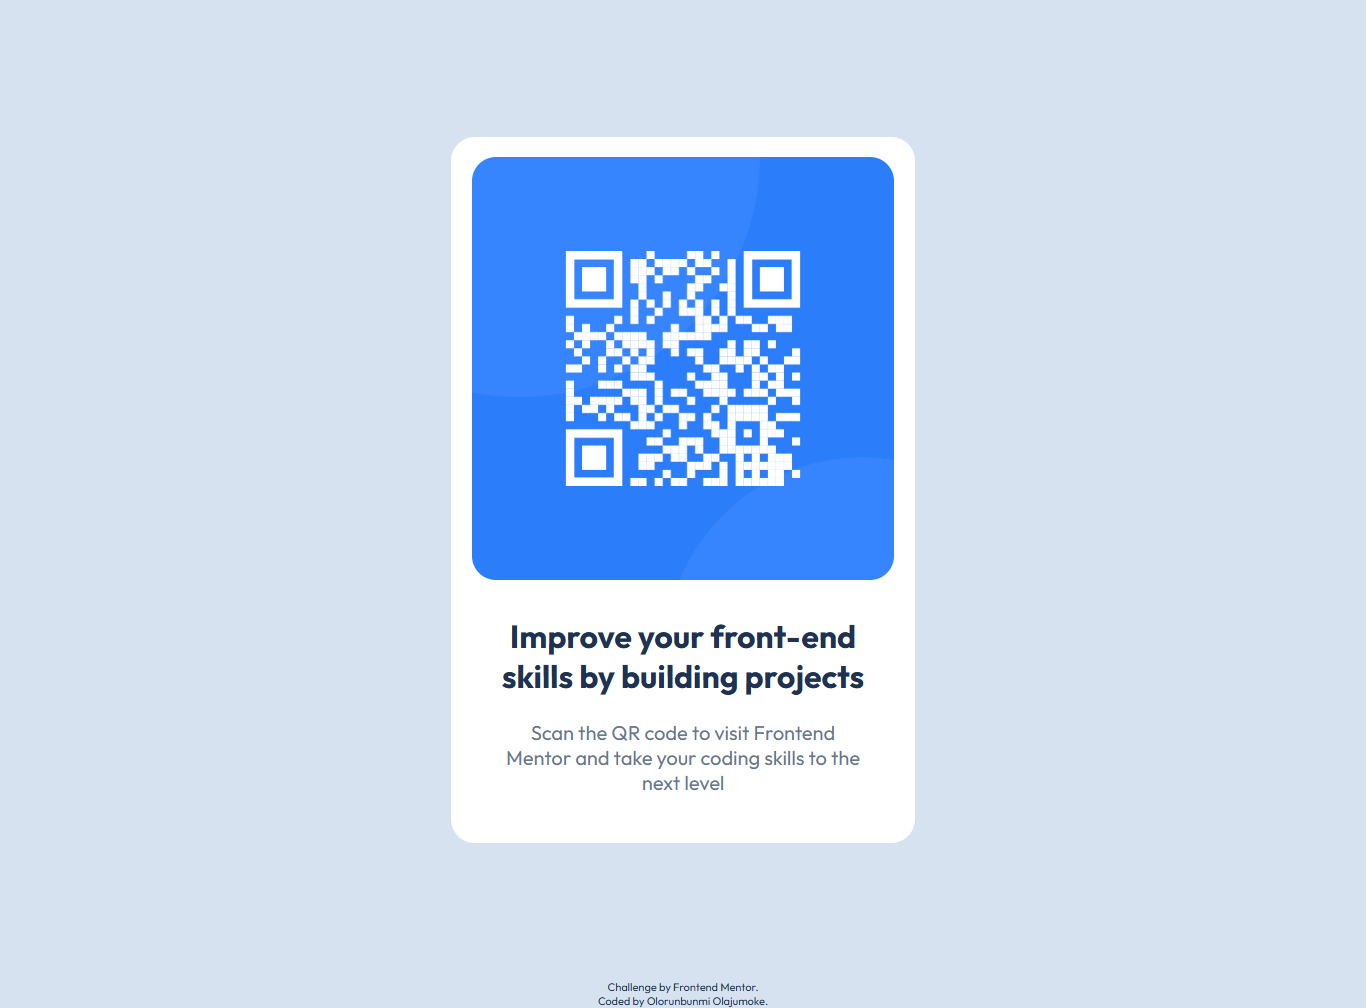 Improve your front-end
skills by building projects
Scan the QR code to visit Frontend
Mentor and take your coding skills to the
next level
Challenge by Frontend Mentor.
Coded by Olorunbunmi Olajumoke.